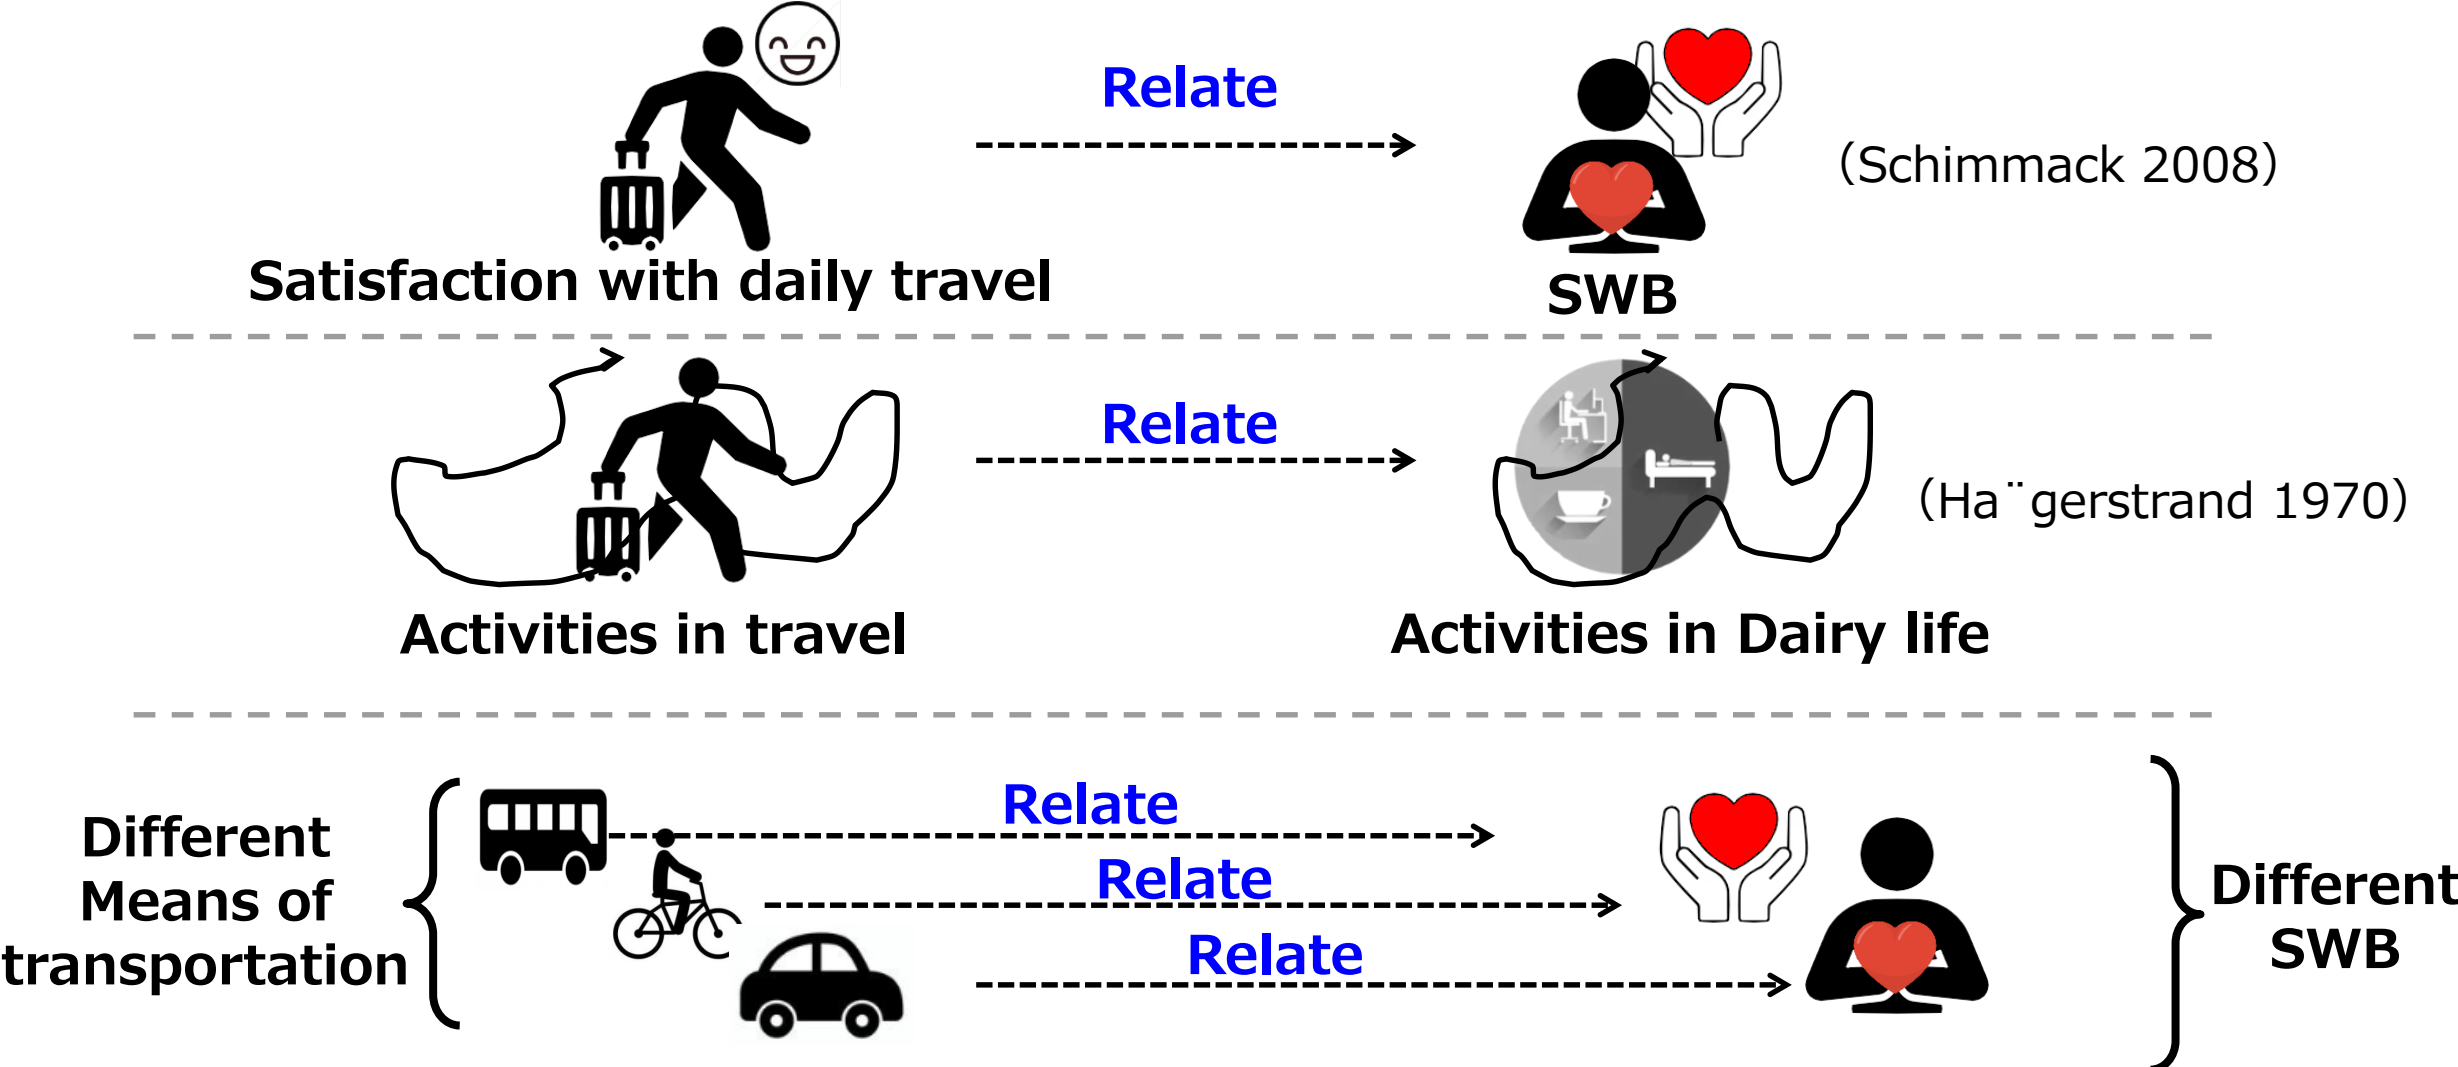 Relate
（Schimmack 2008）
Satisfaction with daily travel
SWB
Relate
（Ha¨gerstrand 1970）
Activities in travel
Activities in Dairy life
Different
Means of
transportation
Relate
Relate
Relate
Different
SWB